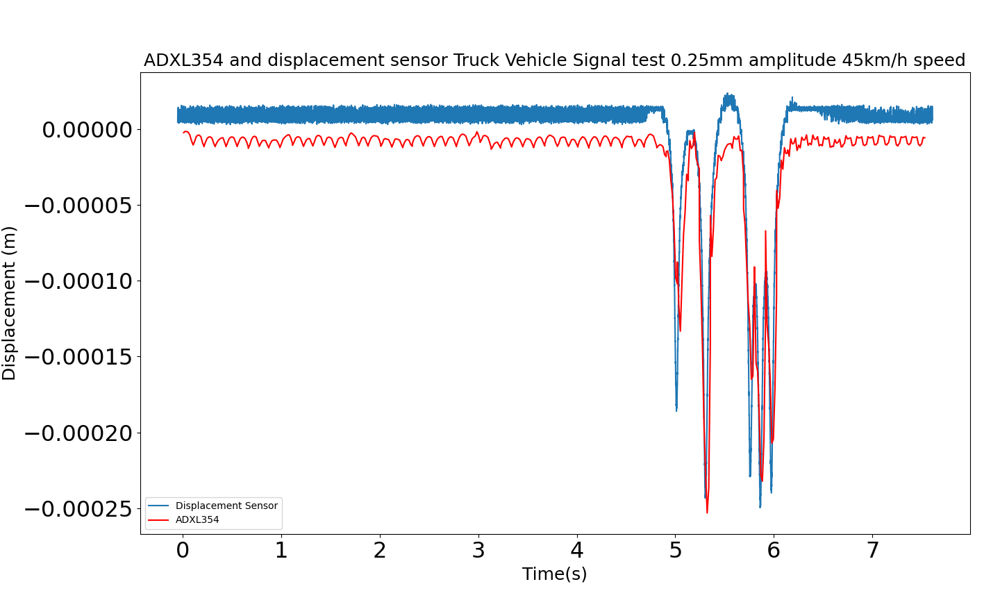 ADXL354 and displacement sensor Truck Vehicle Signal test 0.25mm amplitude 45km/h speed
Displacement (m)
0.00000
−0.00005
−0.00010
−0.00015
−0.00020
−0.00025
Displacement Sensor
ADXL354
0 1 2 3 4 5 6 7
Time(s)